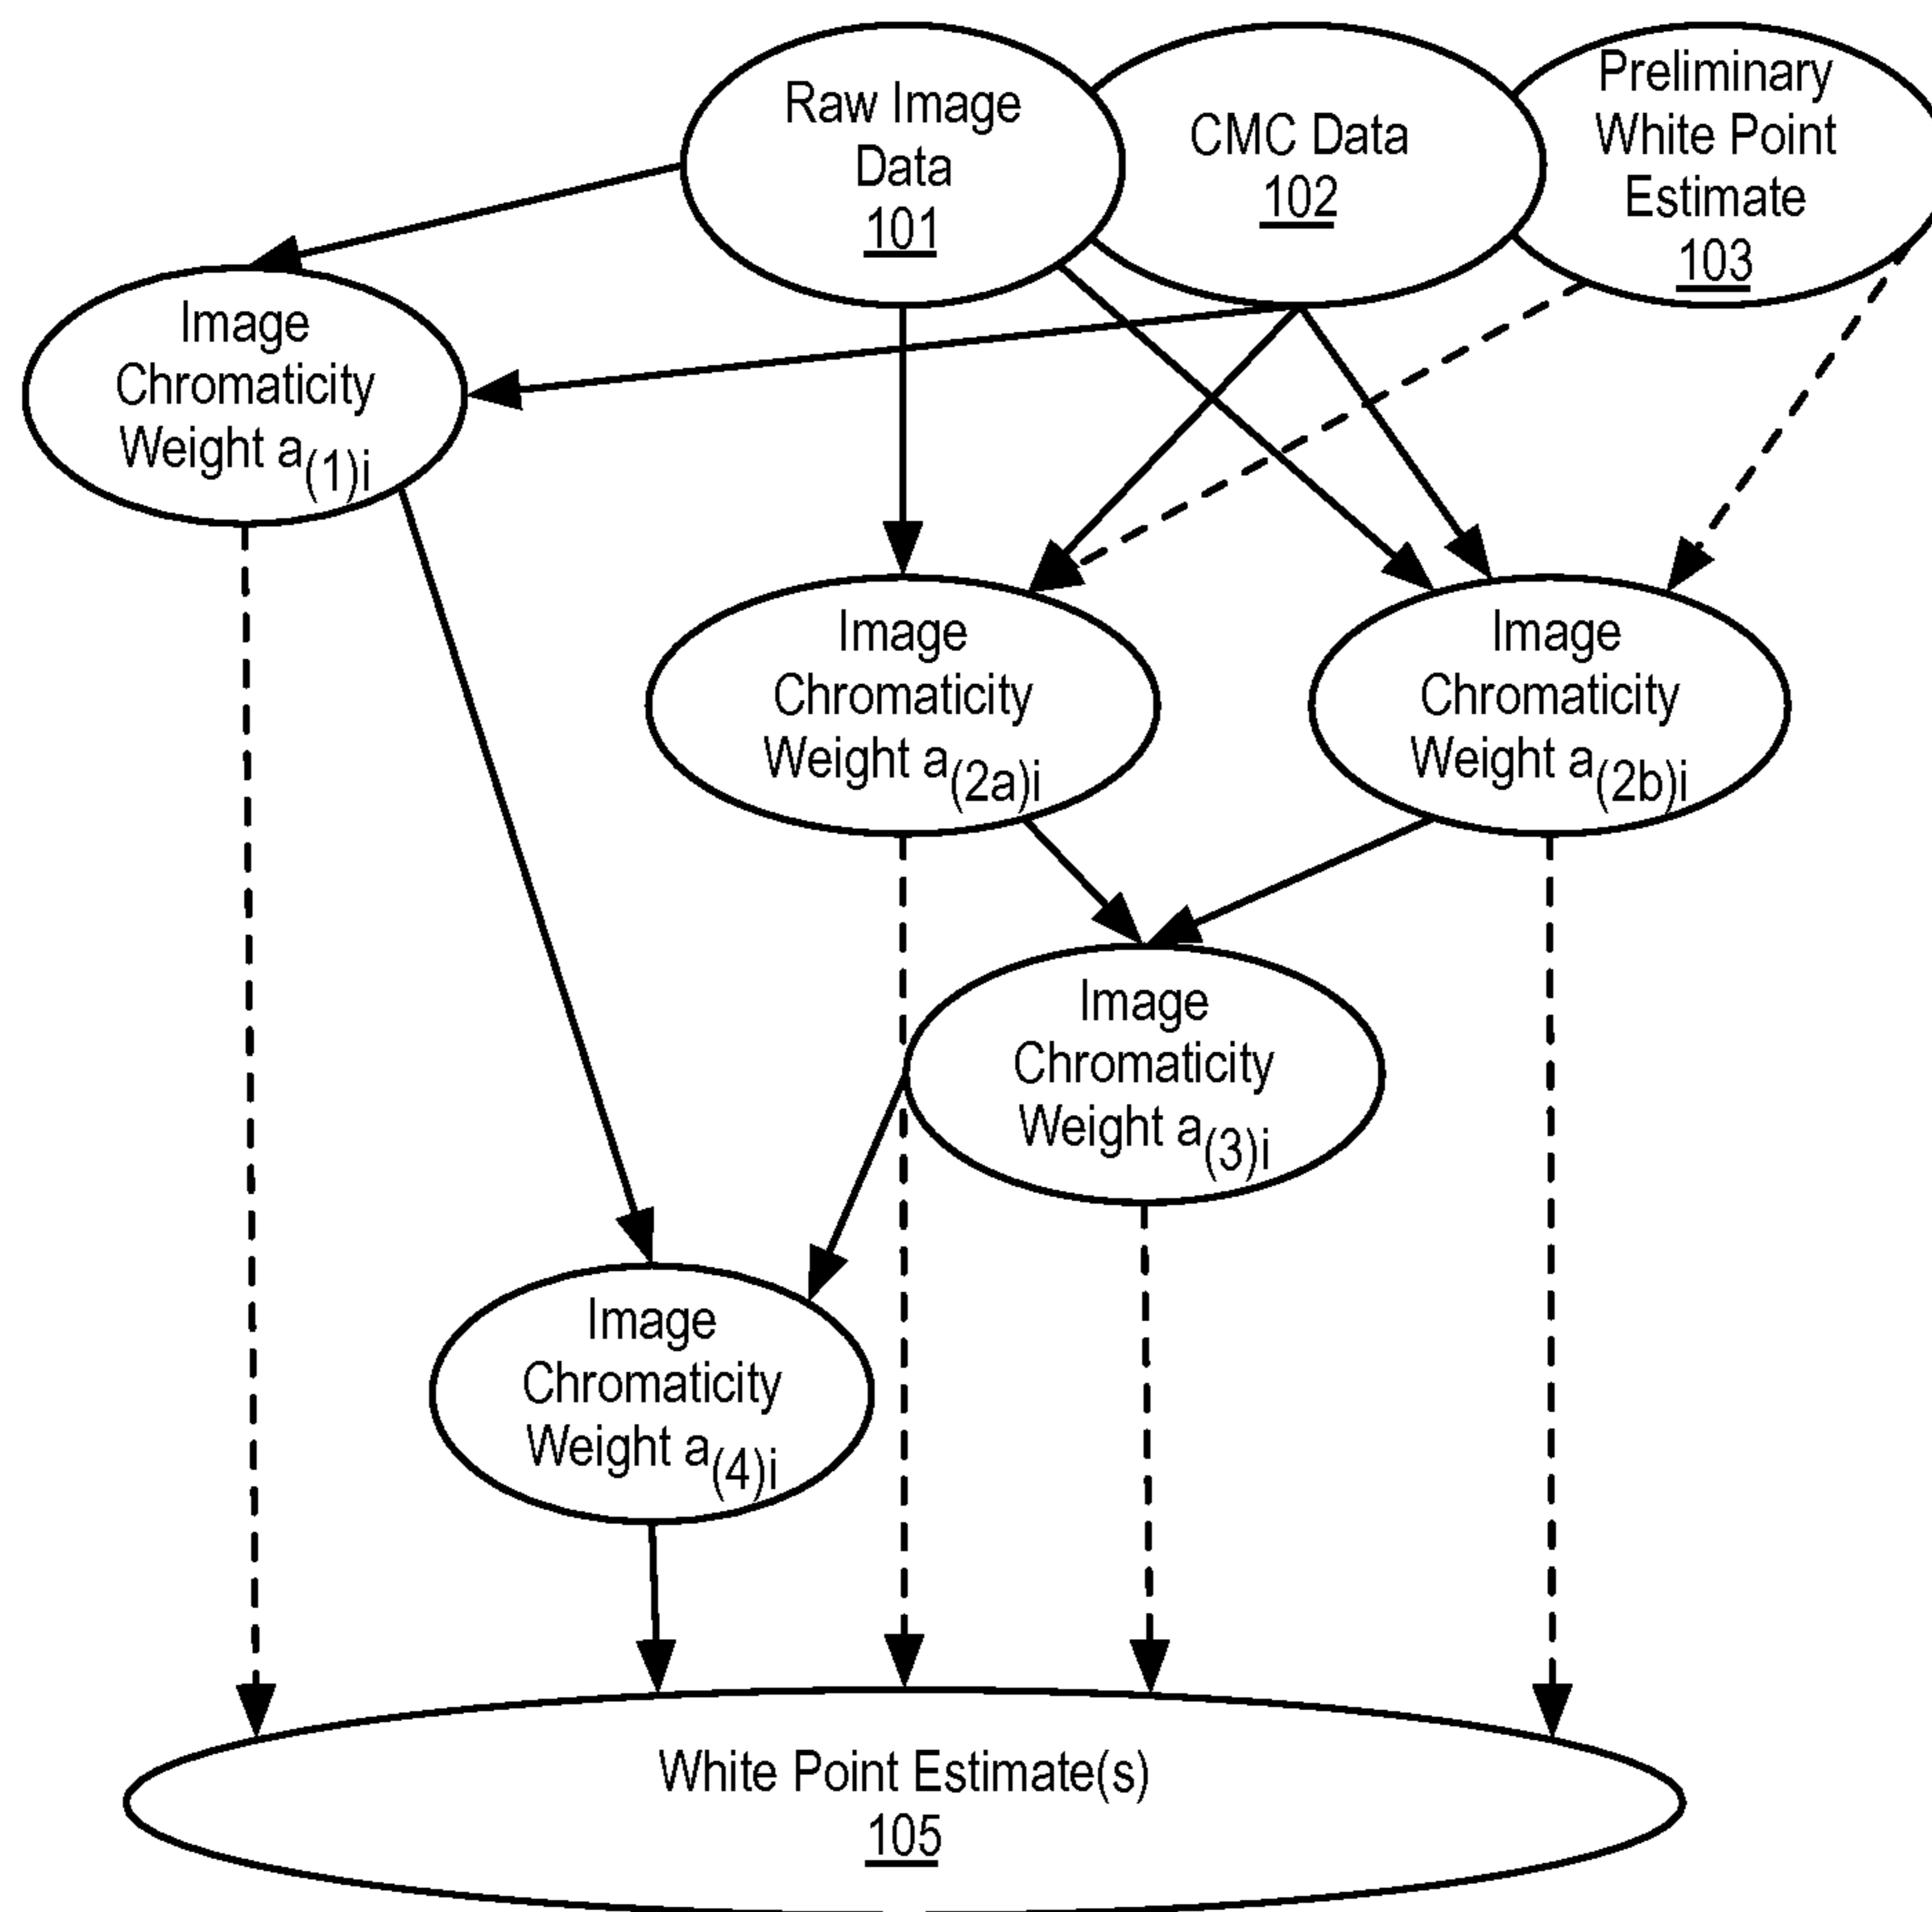 Raw Image
Data
101
CMC Data
102
Preliminary
White Point
Estimate
103
Image
Chromaticity
Weight a(1)i
Image
Chromaticity
Weight a(2a)i
Image
Chromaticity
Weight a(2b)i
Image
Chromaticity
Weight a(3)i
Image
Chromaticity
Weight a(4)i
White Point Estimate(s)
105